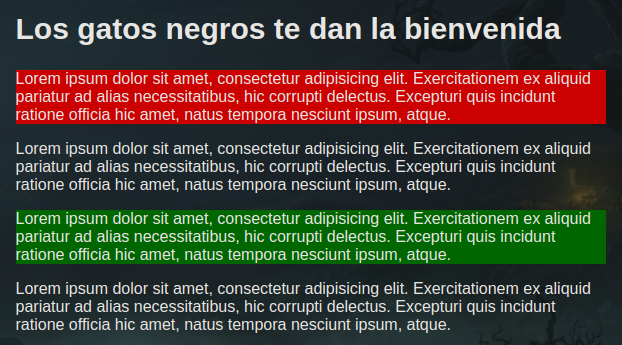 Los gatos negros te dan la bienvenida
Lorem ipsum dolor sit amet, consectetur adipisicing elit. Exercitationem ex aliquid
pariatur ad alias necessitatibus, hic corrupti delectus. Excepturi quis incidunt
ratione officia hic amet, natus tempora nesciunt ipsum, atque.
Lorem ipsum dolor sit amet, consectetur adipisicing elit. Exercitationem ex aliquid
pariatur ad alias necessitatibus, hic corrupti delectus. Excepturi quis incidunt
ratione officia hic amet, natus tempora nesciunt ipsum, atque.
Lorem ipsum dolor sit amet, consectetur adipisicing elit. Exercitationem ex aliquid
pariatur ad alias necessitatibus, hic corrupti delectus. Excepturi quis incidunt
ratione officia hic amet, natus tempora nesciunt ipsum, atque.
Lorem ipsum dolor sit amet, consectetur adipisicing elit. Exercitationem ex aliquid
pariatur ad alias necessitatibus, hic corrupti delectus. Excepturi quis incidunt
ratione officia hic amet, natus tempora nesciunt ipsum, atque.